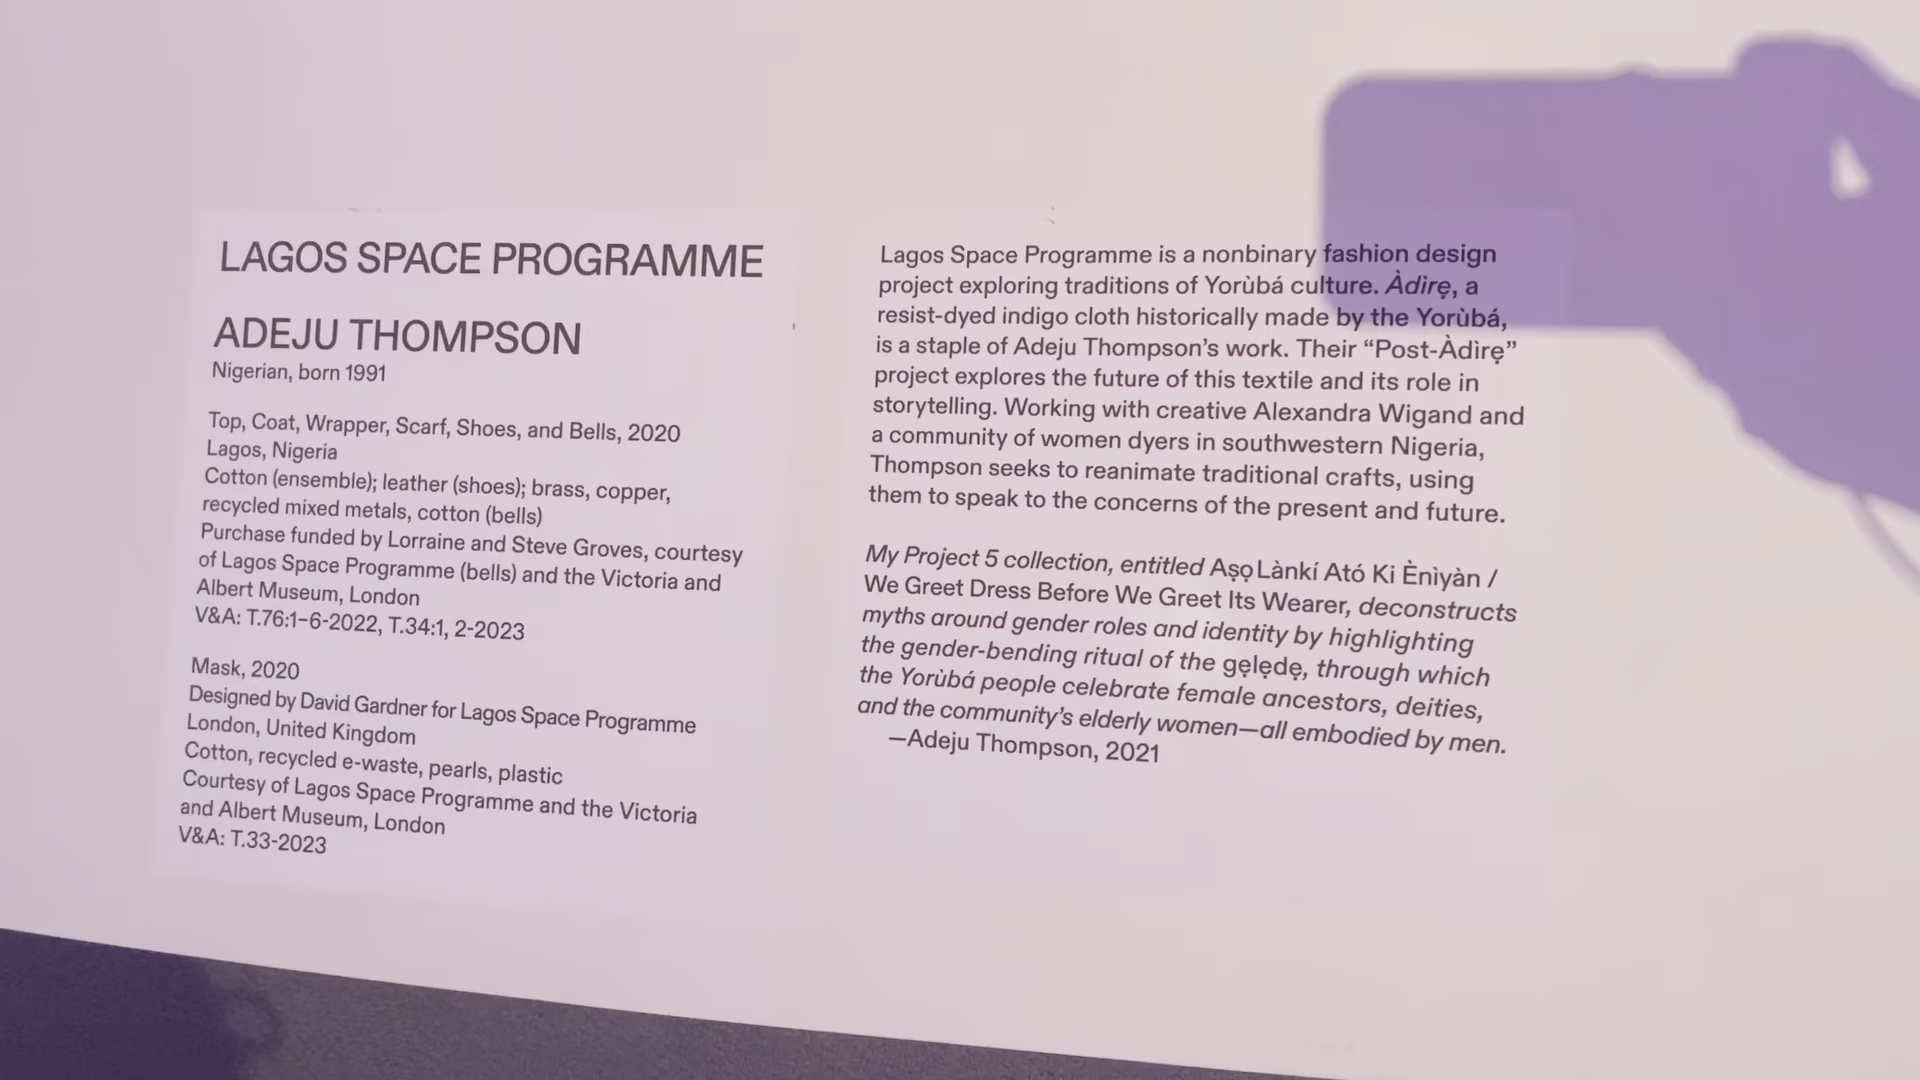 LAGOS SPACE PROGRAMME
ADEJU THOMPSON
Nigerian, born 1991
Top, Coat, Wrapper, Scarf, Shoes, and Bells, 2020
Lagos, Nigeria
Cotton (ensemble); leather (shoes); brass, copper,
recycled mixed metals, cotton (bells)
Purchase funded by Lorraine and Steve Groves, courtesy
of Lagos Space Programme (bells) and the Victoria and
Albert Museum, London
V&A: T.76:1–6-2022, T.34:1, 2-2023
Mask, 2020
Designed by David Gardner for Lagos Space Programme
London, United Kingdom
Cotton, recycled e-waste, pearls, plastic
Courtesy of Lagos Space Programme and the Victoria
and Albert Museum, London
V&A: T.33-2023
Lagos Space Programme is a nonbinary fashion design
project exploring traditions of Yorùbá culture. Àdìrẹ, a
resist-dyed indigo cloth historically made by the Yorùbá,
is a staple of Adeju Thompson’s work. Their “Post-Àdìrẹ”
project explores the future of this textile and its role in
storytelling. Working with creative Alexandra Wigand and
a community of women dyers in southwestern Nigeria,
Thompson seeks to reanimate traditional crafts, using
them to speak to the concerns of the present and future.
My Project 5 collection, entitled Aṣọ Lànkí Ató Ki Ènìyàn /
We Greet Dress Before We Greet Its Wearer, deconstructs
myths around gender roles and identity by highlighting
the gender-bending ritual of the gẹlẹdẹ, through which
the Yorùbá people celebrate female ancestors, deities,
and the community’s elderly women—all embodied by men.
—Adeju Thompson, 2021